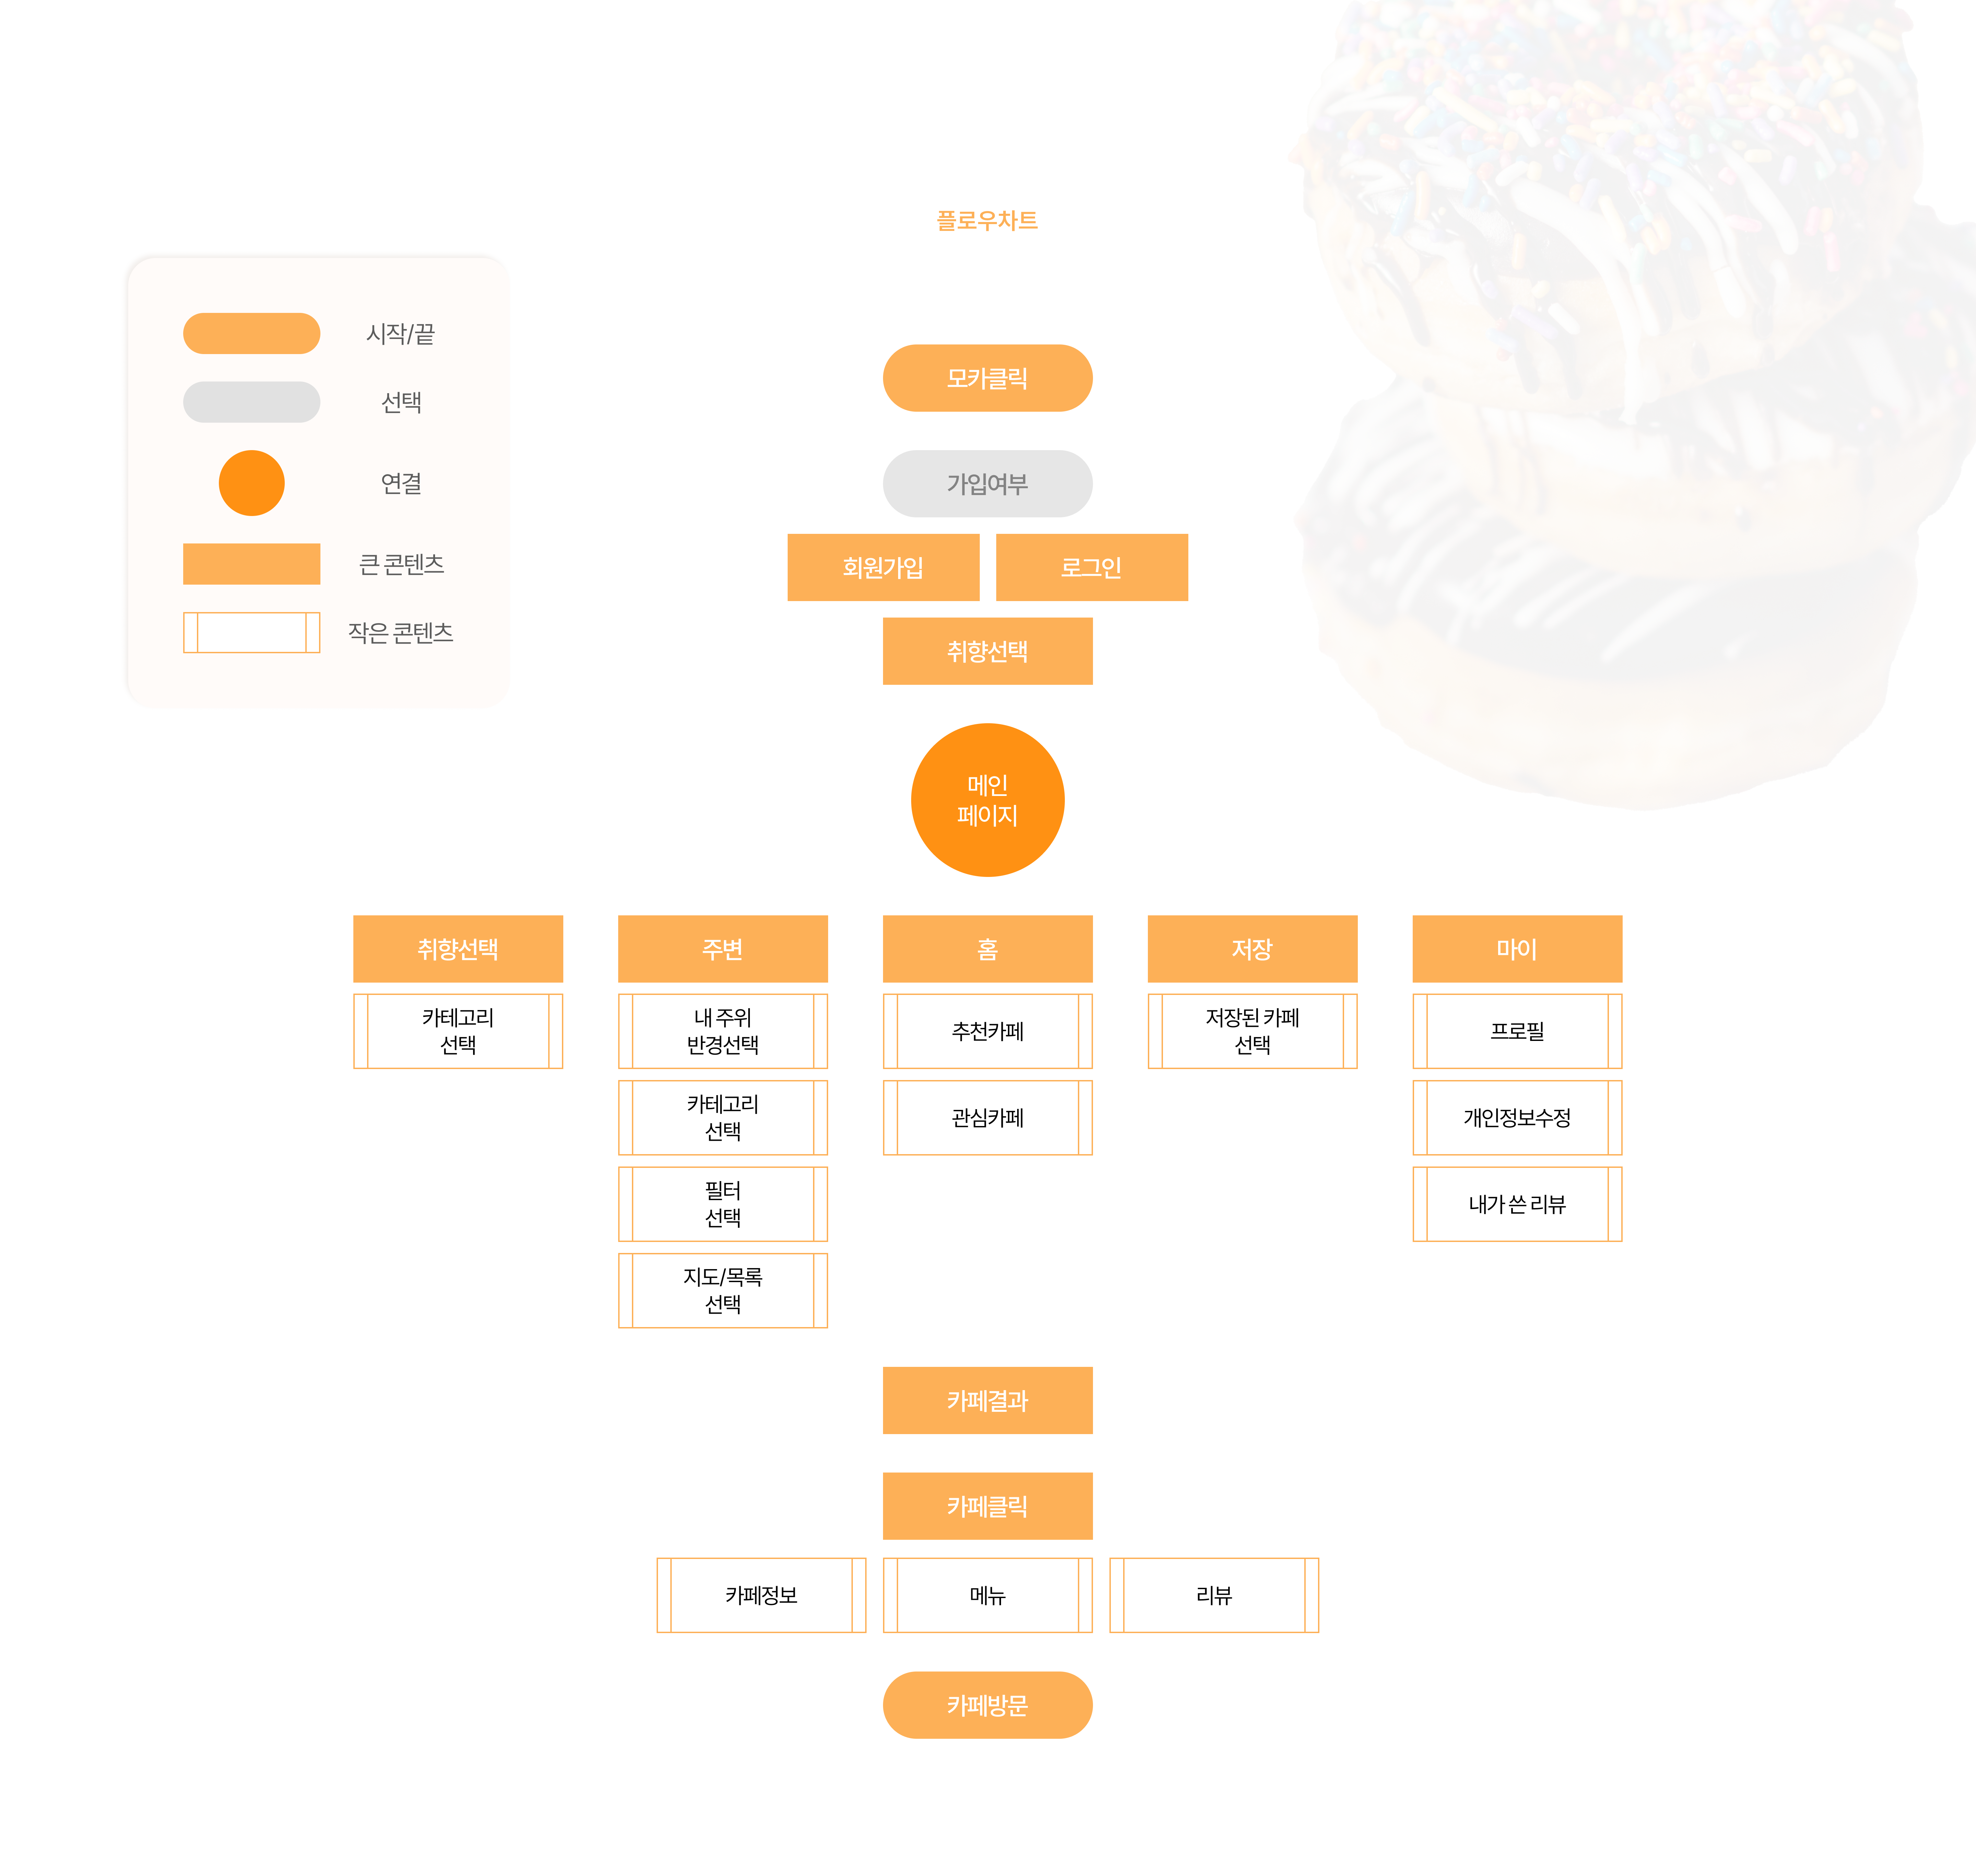 플로우차트
시작/끝
선택
연결
큰 콘텐츠
작은 콘텐츠
모카클릭
가입여부
회원가입
로그인
취향선택
메인
페이지
취향선택
카테고리
선택
주변
내 주위
반경선택
카테고리
선택
필터
선택
지도/목록
선택
홈
추천카페
관심카페
저장
저장된 카페
선택
마이
프로필
개인정보수정
내가 쓴 리뷰
카페결과
카페클릭
카페정보
메뉴
리뷰
카페방문